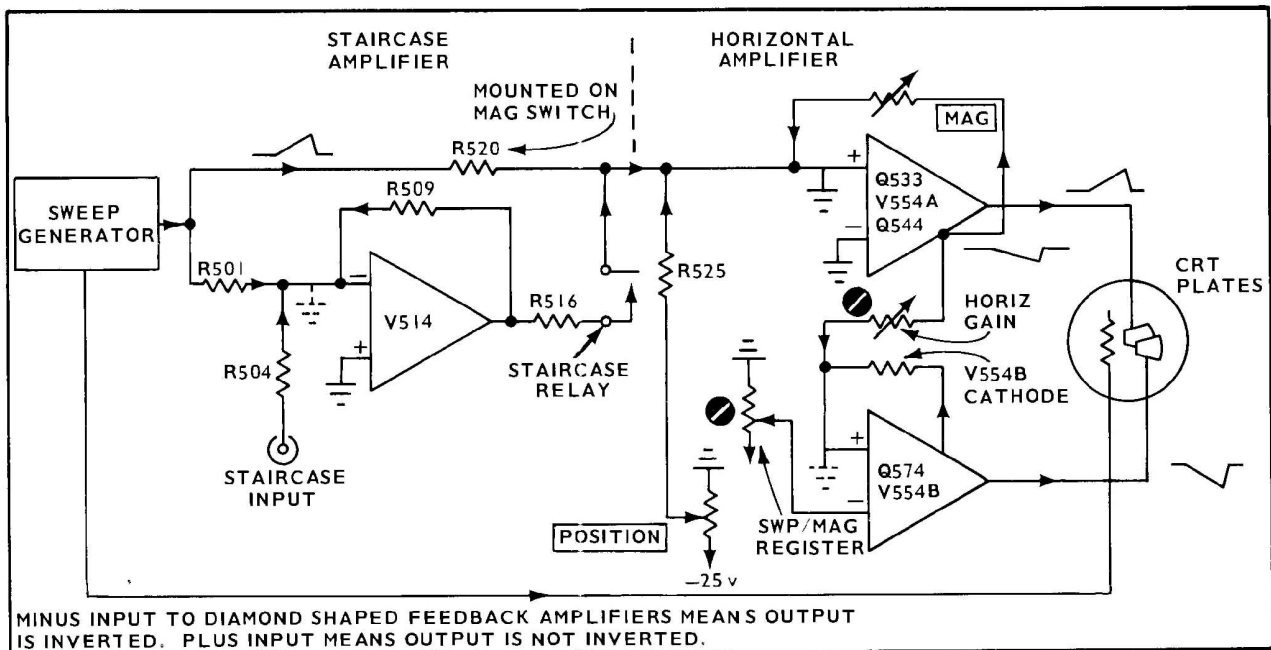 STAIRCASE
AMPLIFIER
HORIZONTAL
AMPLIFIER
MOUNTED ON
MAG SWITCH
R520
MAG
SWEEP
GENERATOR
R509
R501
V514
R516
R504
STAIRCASE
RELAY
STAIRCASE
INPUT
R525
+
Q533
V554A
–
Q544
CRT
PLATES
HORIZ
GAIN
V554B
CATHODE
–
+
+
Q574
–
V554B
SWP/MAG
REGISTER
POSITION
–25 v
MINUS INPUT TO DIAMOND SHAPED FEEDBACK AMPLIFIERS MEANS OUTPUT
IS INVERTED. PLUS INPUT MEANS OUTPUT IS NOT INVERTED.